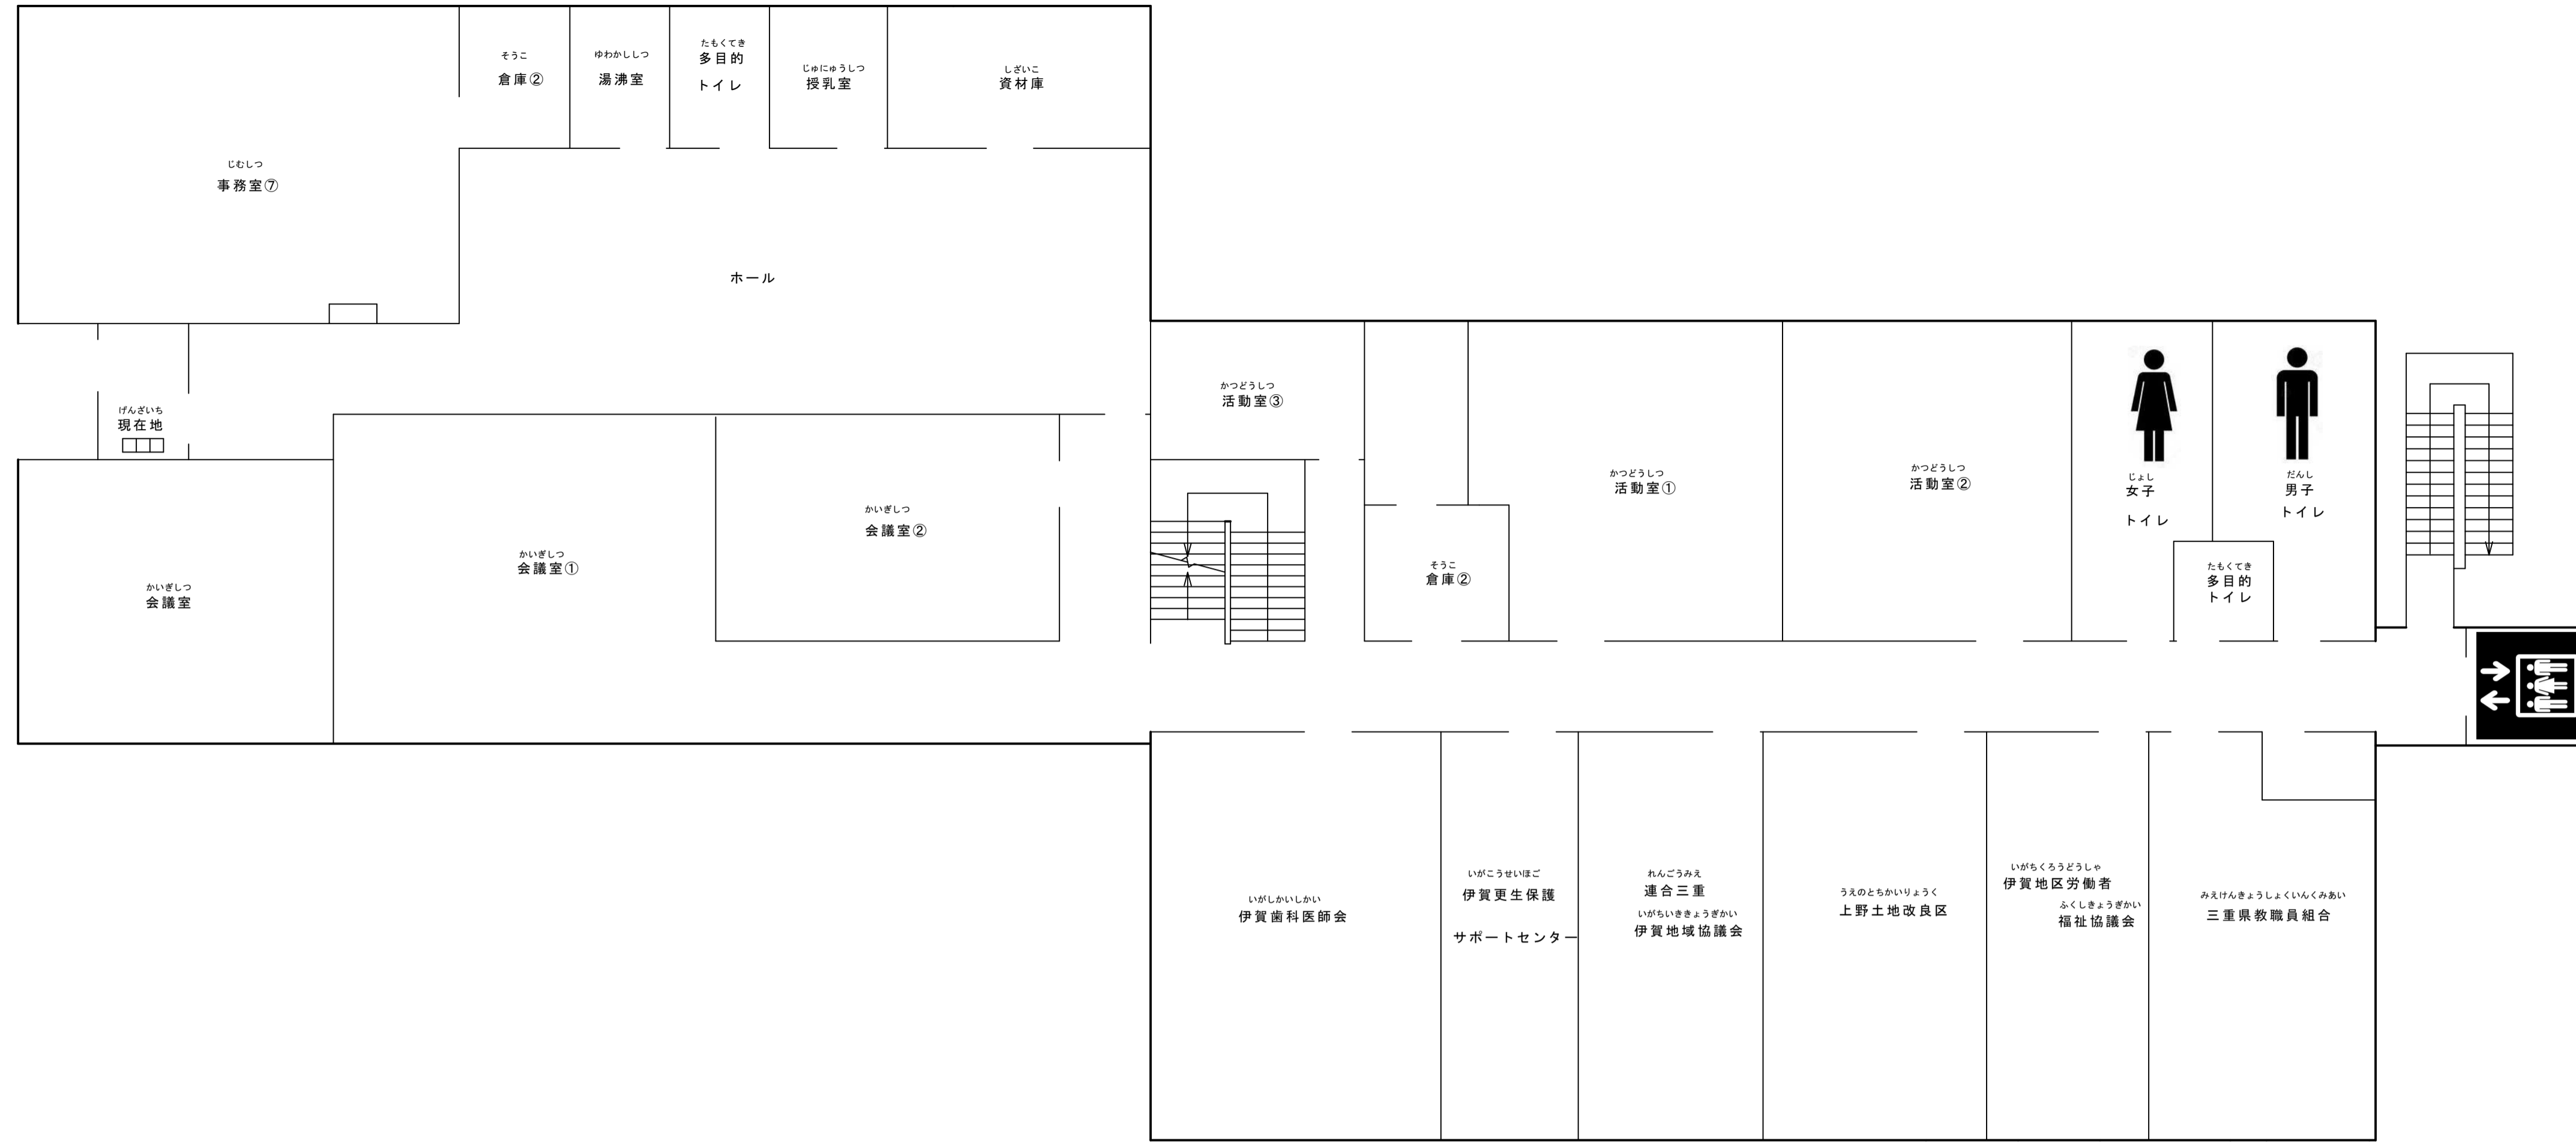 そうこ
倉庫②
ゆわかししつ
湯沸室
たもくてき
多目的
トイレ
じゅにゅうしつ
授乳室
しざいこ
資材庫
じむしつ
事務室⑦
ホール
げんざいち
現在地
かつどうしつ
活動室③
かいぎしつ
会議室
かいぎしつ
会議室①
かいぎしつ
会議室②
そうこ
倉庫②
かつどうしつ
活動室①
かつどうしつ
活動室②
じょし
女子
トイレ
だんし
男子
トイレ
たもくてき
多目的
トイレ
いがしかいしかい
伊賀歯科医師会
いがこうせいほご
伊賀更生保護
サポートセンター
れんごうみえ
連合三重
いがちいききょうぎかい
伊賀地域協議会
うえのとちかいりょうく
上野土地改良区
いがちくろうどうしゃ
伊賀地区労働者
ふくしきょうぎかい
福祉協議会
みえけんきょうしょくいんくみあい
三重県教職員組合